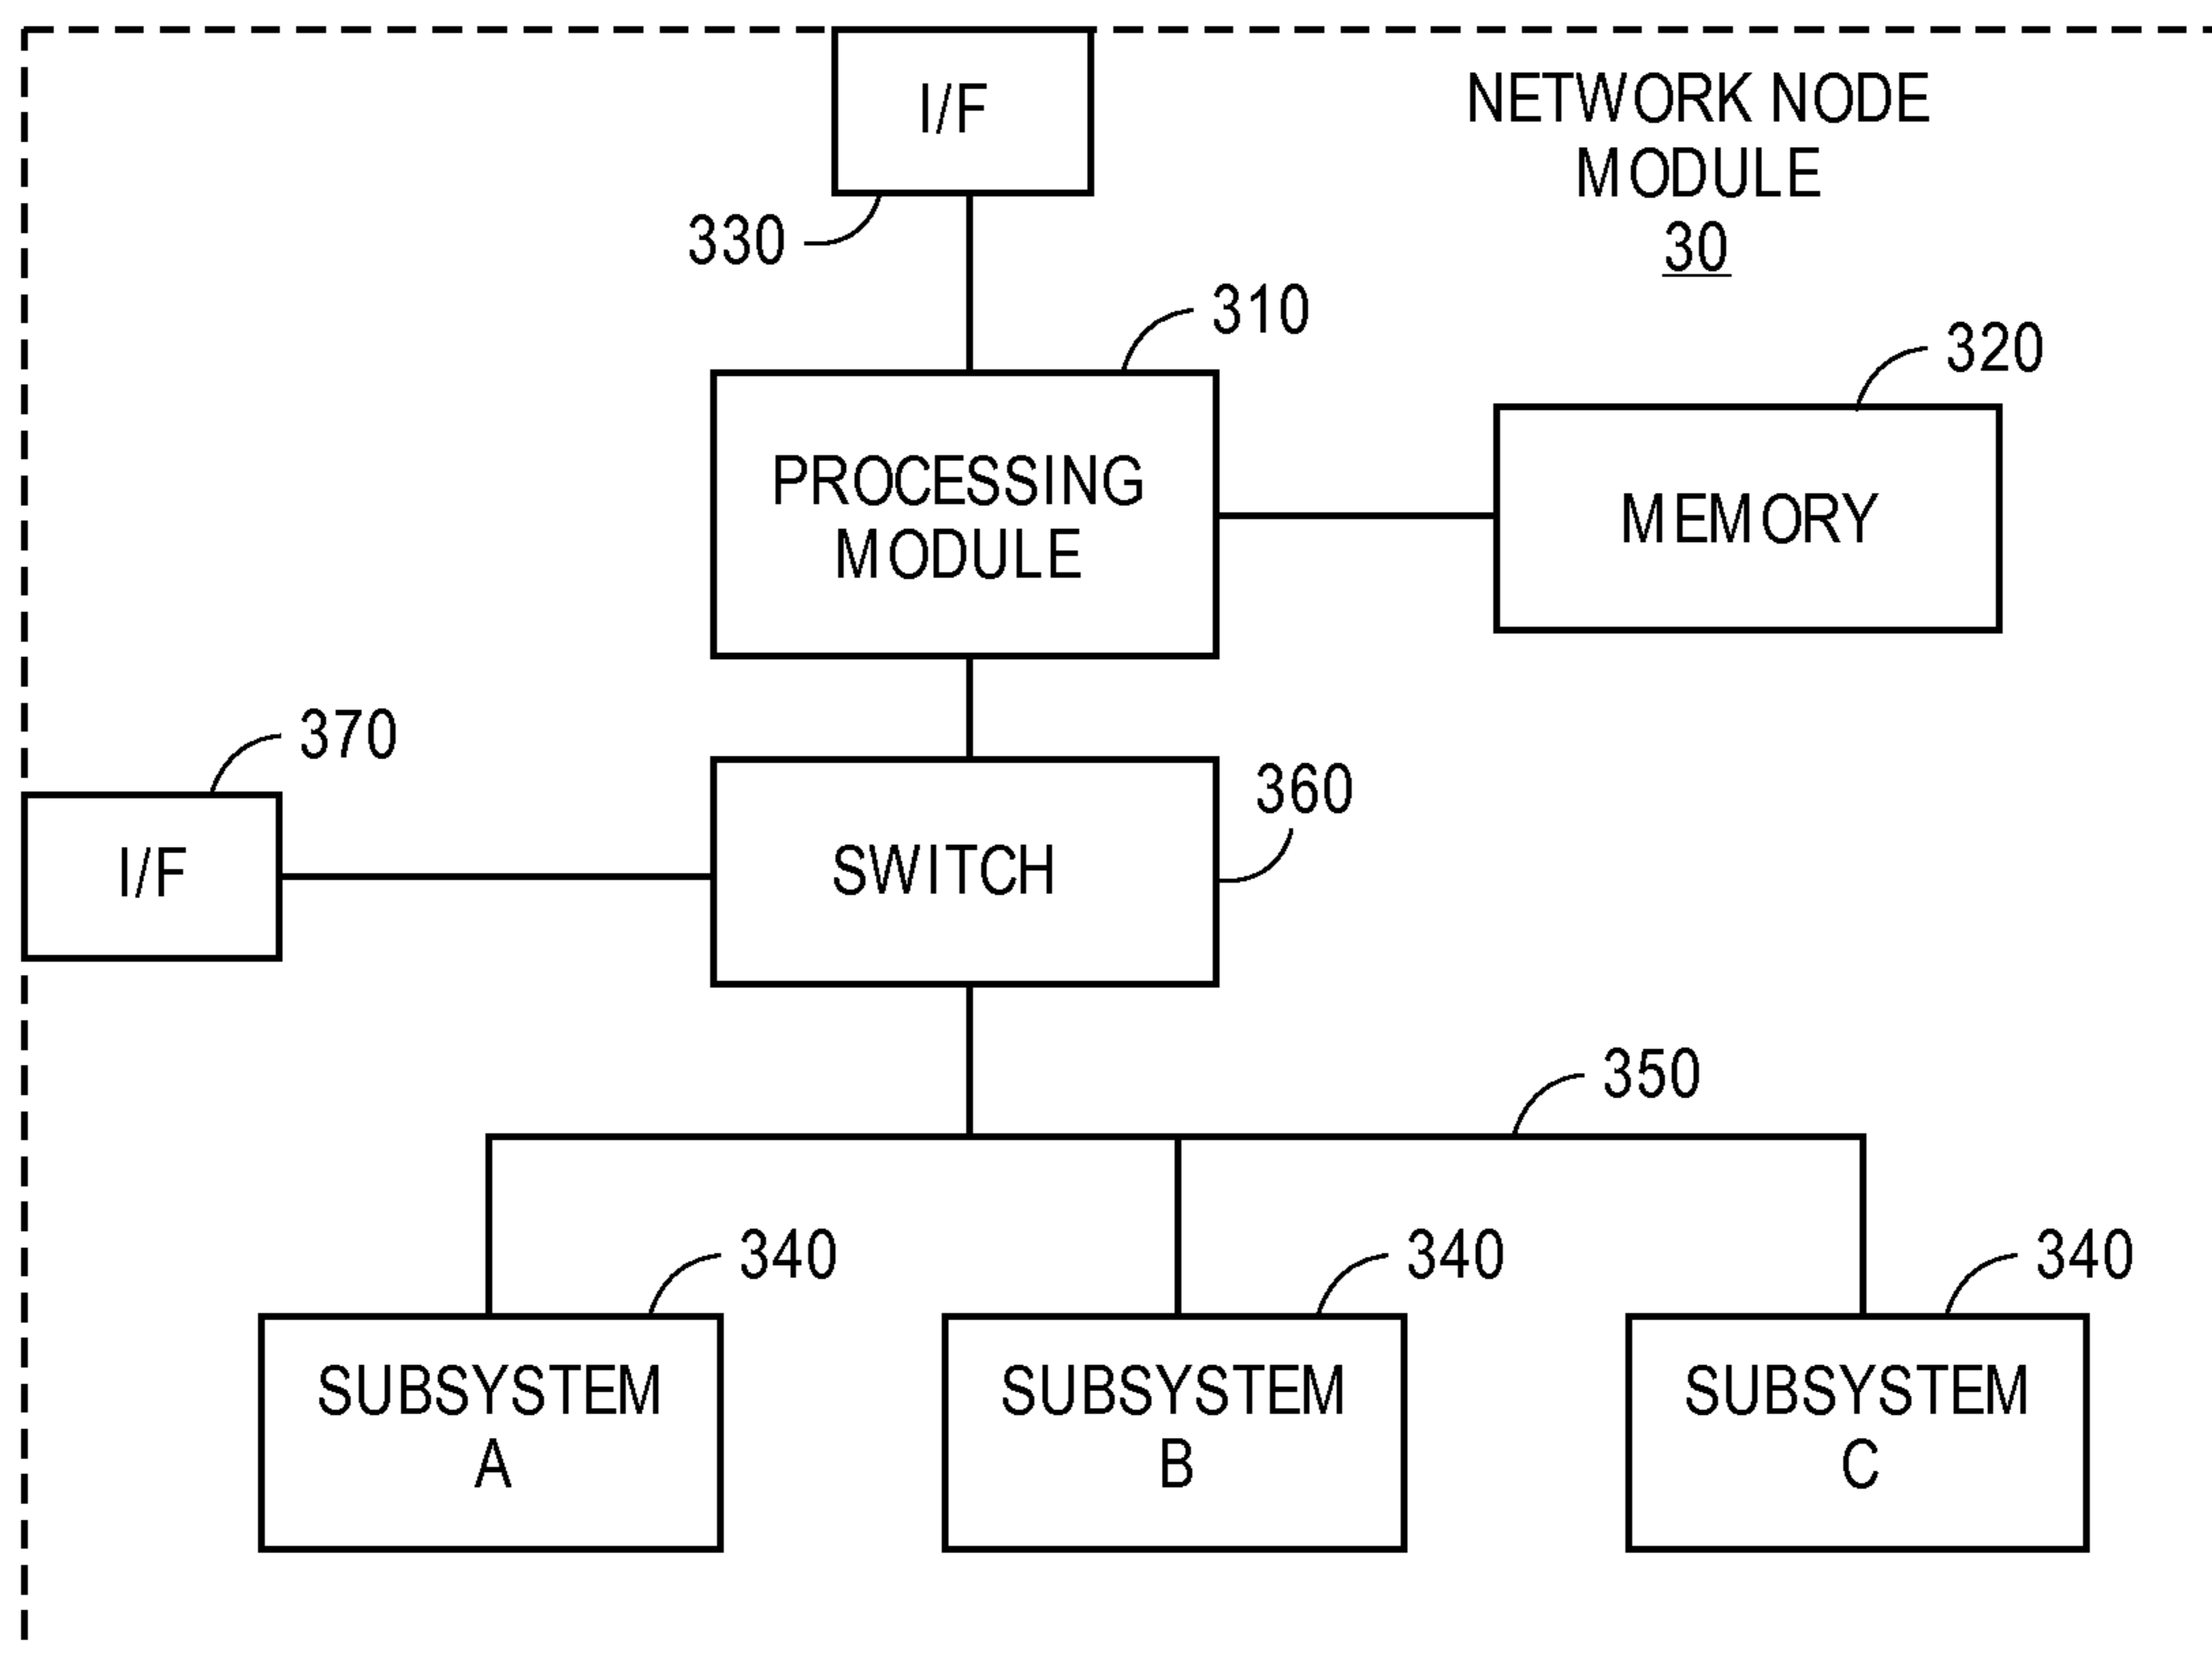 I/F
NETWORK NODE
MODULE
30
330
310
320
PROCESSING
MODULE
MEMORY
370
360
I/F
SWITCH
350
340
340
340
SUBSYSTEM
A
SUBSYSTEM
B
SUBSYSTEM
C